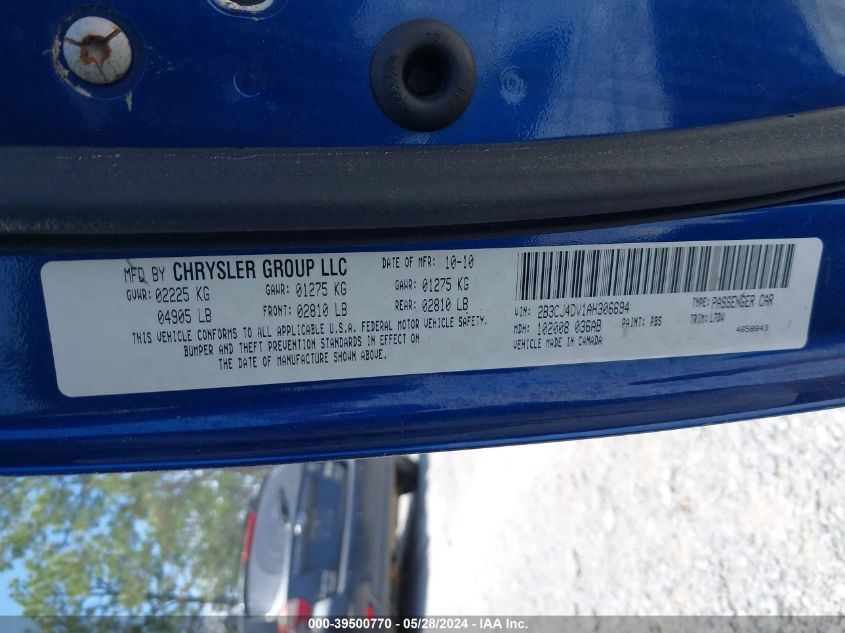 MFD BY CHRYSLER GROUP LLC
DATE OF MFR: 10-10
GVWR: 02225 KG
GAWR: 01275 KG
GAWR: 01275 KG
04905 LB
FRONT: 02810 LB
REAR: 02810 LB
THIS VEHICLE CONFORMS TO ALL APPLICABLE U.S.A. FEDERAL MOTOR VEHICLE SAFETY,
BUMPER AND THEFT PREVENTION STANDARDS IN EFFECT ON
THE DATE OF MANUFACTURE SHOWN ABOVE.
VIN: 2B3CJ4DV1AH306694
TYPE: PASSENGER CAR
MDH: 102008 036AB
PAINT: PBS
TRIM: L7DV
VEHICLE MADE IN CANADA
4658843
000-39500770 - 05/28/2024 - IAA Inc.